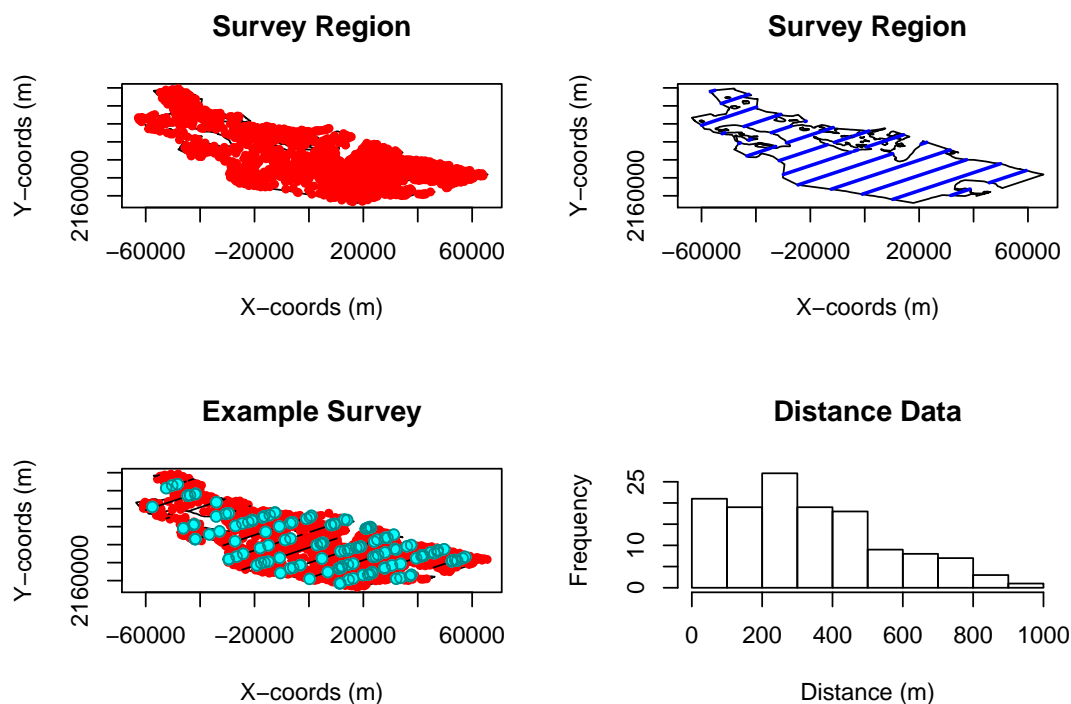 Survey Region
Y−coords (m)
2160000
−60000 −20000 20000 60000
X−coords (m)
Survey Region
Y−coords (m)
2160000
−60000 −20000 20000 60000
X−coords (m)
Example Survey
Y−coords (m)
2160000
−60000 −20000 20000 60000
X−coords (m)
Distance Data
Frequency
25
10
0
0 200 400 600 800 1000
Distance (m)